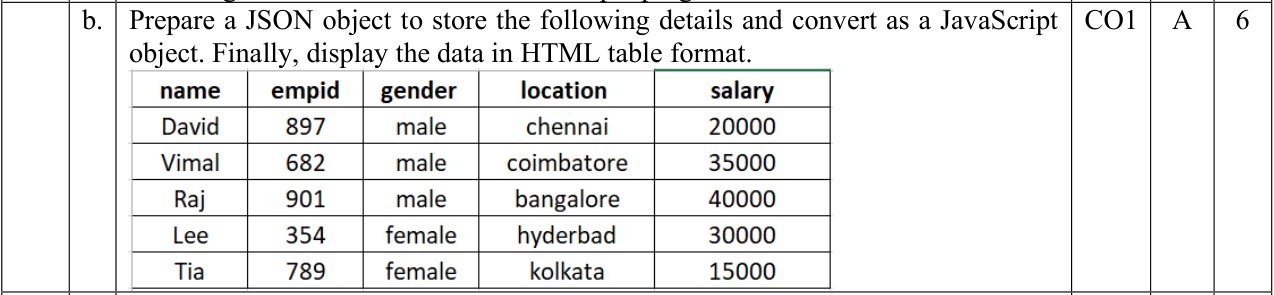 b. Prepare a JSON object to store the following details and convert as a JavaScript CO1 A 6
object. Finally, display the data in HTML table format.
name empid gender location salary
David 897 male chennai 20000
Vimal 682 male coimbatore 35000
Raj 901 male bangalore 40000
Lee 354 female hyderbad 30000
Tia 789 female kolkata 15000